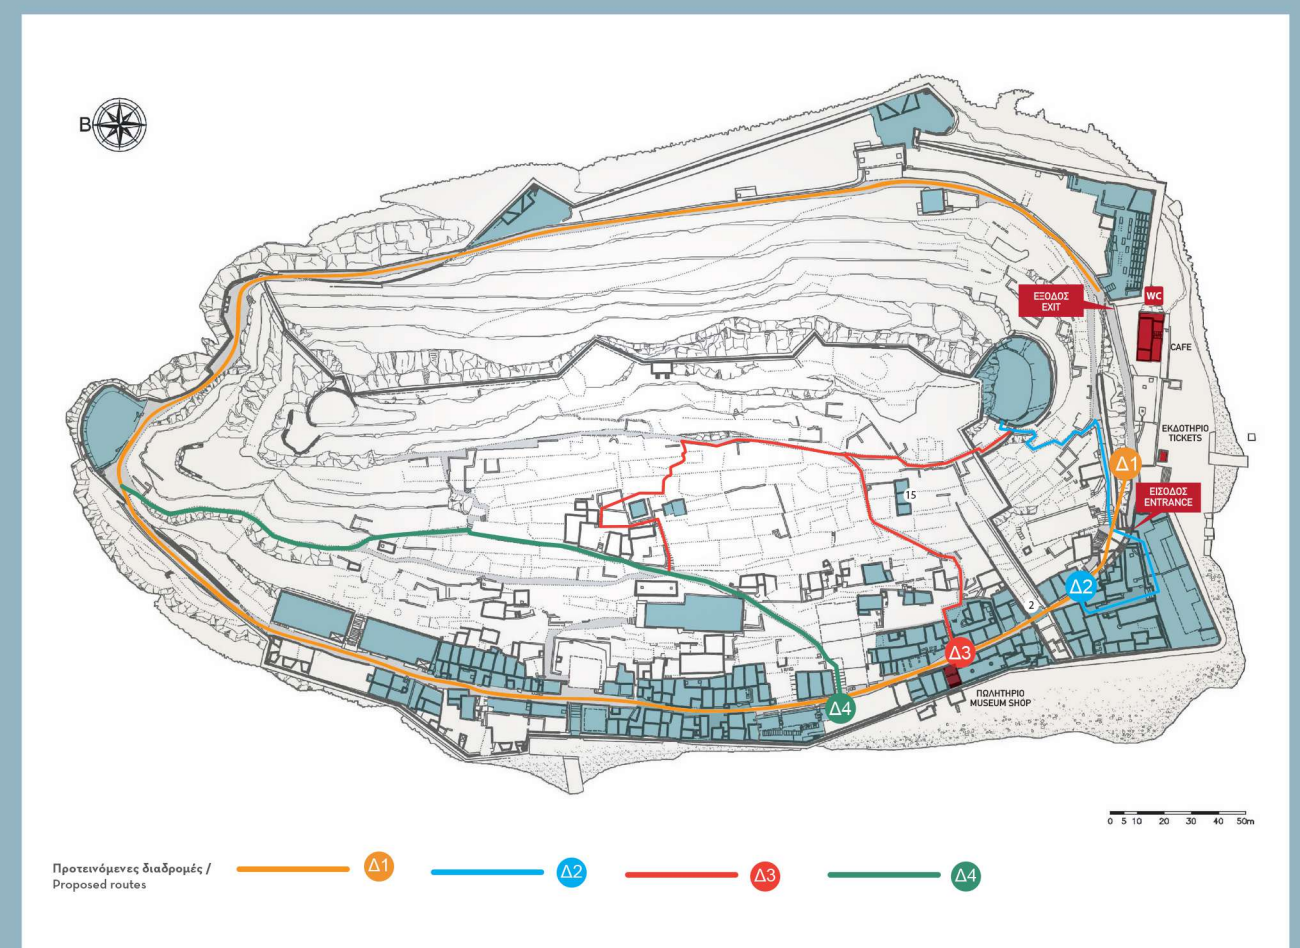 B
ΕΞΟΔΟΣ
EXIT
WC
CAFE
ΕΚΔΟΤΗΡΙΟ
TICKETS
Δ1
ΕΙΣΟΔΟΣ
ENTRANCE
15
Δ2
2
Δ3
ΠΩΛΗΤΗΡΙΟ
MUSEUM SHOP
Δ4
0 5 10 20 30 40 50m
Προτεινόμενες διαδρομές /
Proposed routes
Δ1
Δ2
Δ3
Δ4